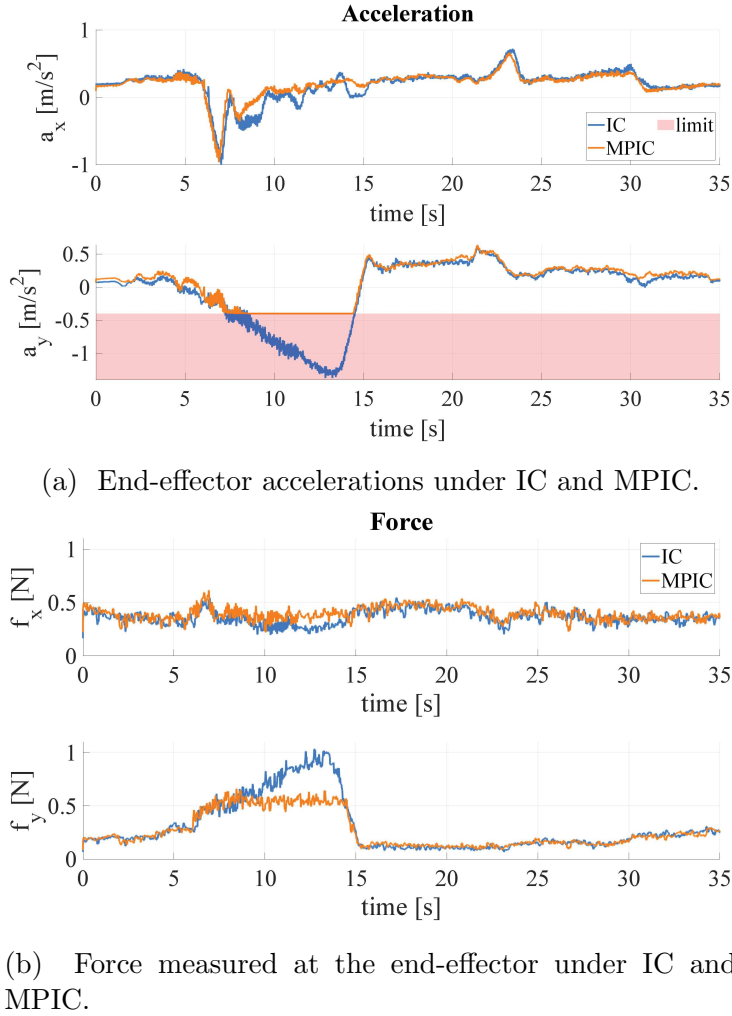 Acceleration
1
0
-1
a_x [m/s²]
IC
limit
MPIC
0 5 10 15 20 25 30 35
time [s]
0.5
0
-0.5
-1
a_y [m/s²]
0 5 10 15 20 25 30 35
time [s]
(a) End-effector accelerations under IC and MPIC.
Force
1
0.5
0
f_x [N]
IC
MPIC
0 5 10 15 20 25 30 35
time [s]
1
0.5
0
f_y [N]
0 5 10 15 20 25 30 35
time [s]
(b) Force measured at the end-effector under IC and
MPIC.